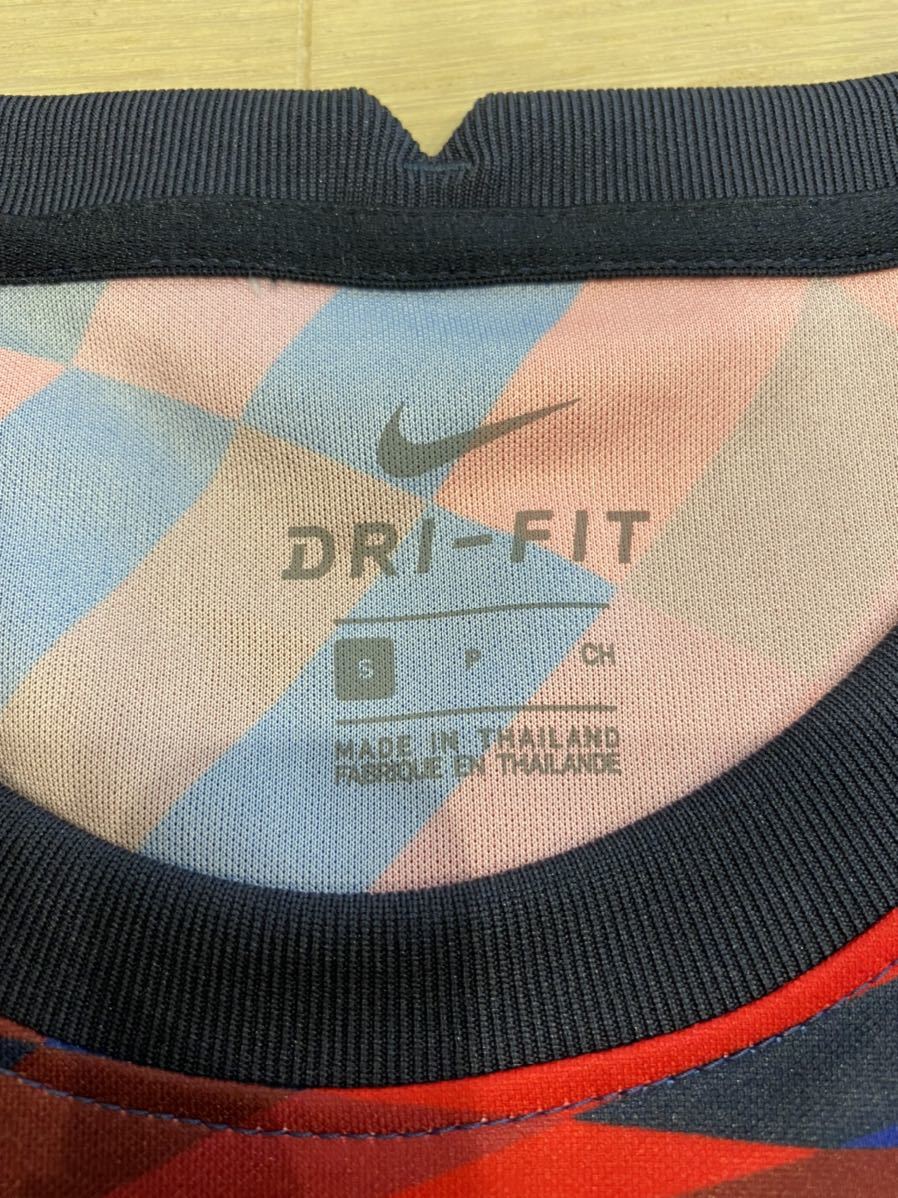 DRI-FIT
S P CH
MADE IN THAILAND
FABRIQUE EN THAILANDE